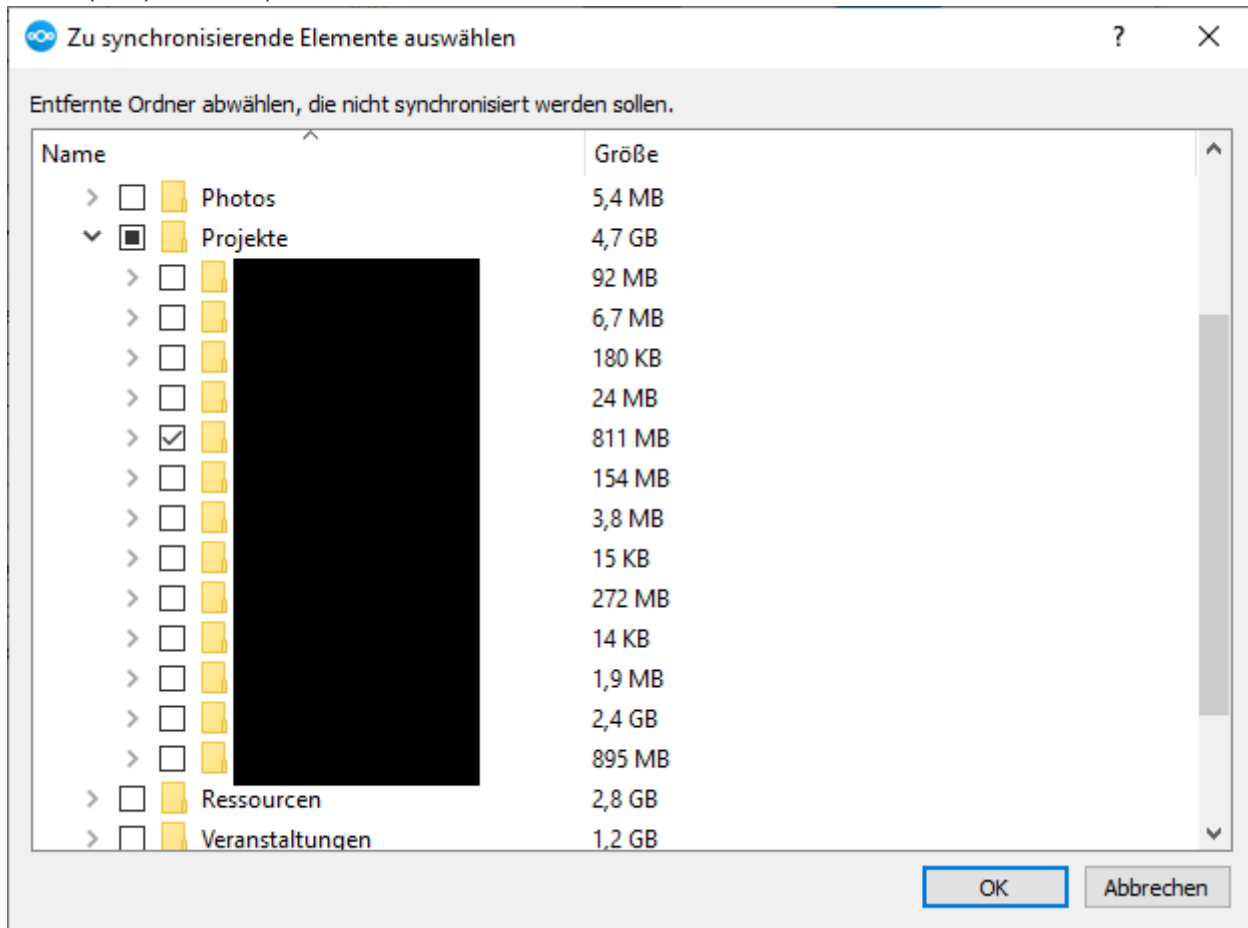 Zu synchronisierende Elemente auswählen ?
Entfernte Ordner abwählen, die nicht synchronisiert werden sollen.
Name Größe
Photos 5,4 MB
Projekte 4,7 GB
92 MB
6,7 MB
180 KB
24 MB
811 MB
154 MB
3,8 MB
15 KB
272 MB
14 KB
1,9 MB
2,4 GB
895 MB
Ressourcen 2,8 GB
Veranstaltungen 1,2 GB
OK Abbrechen